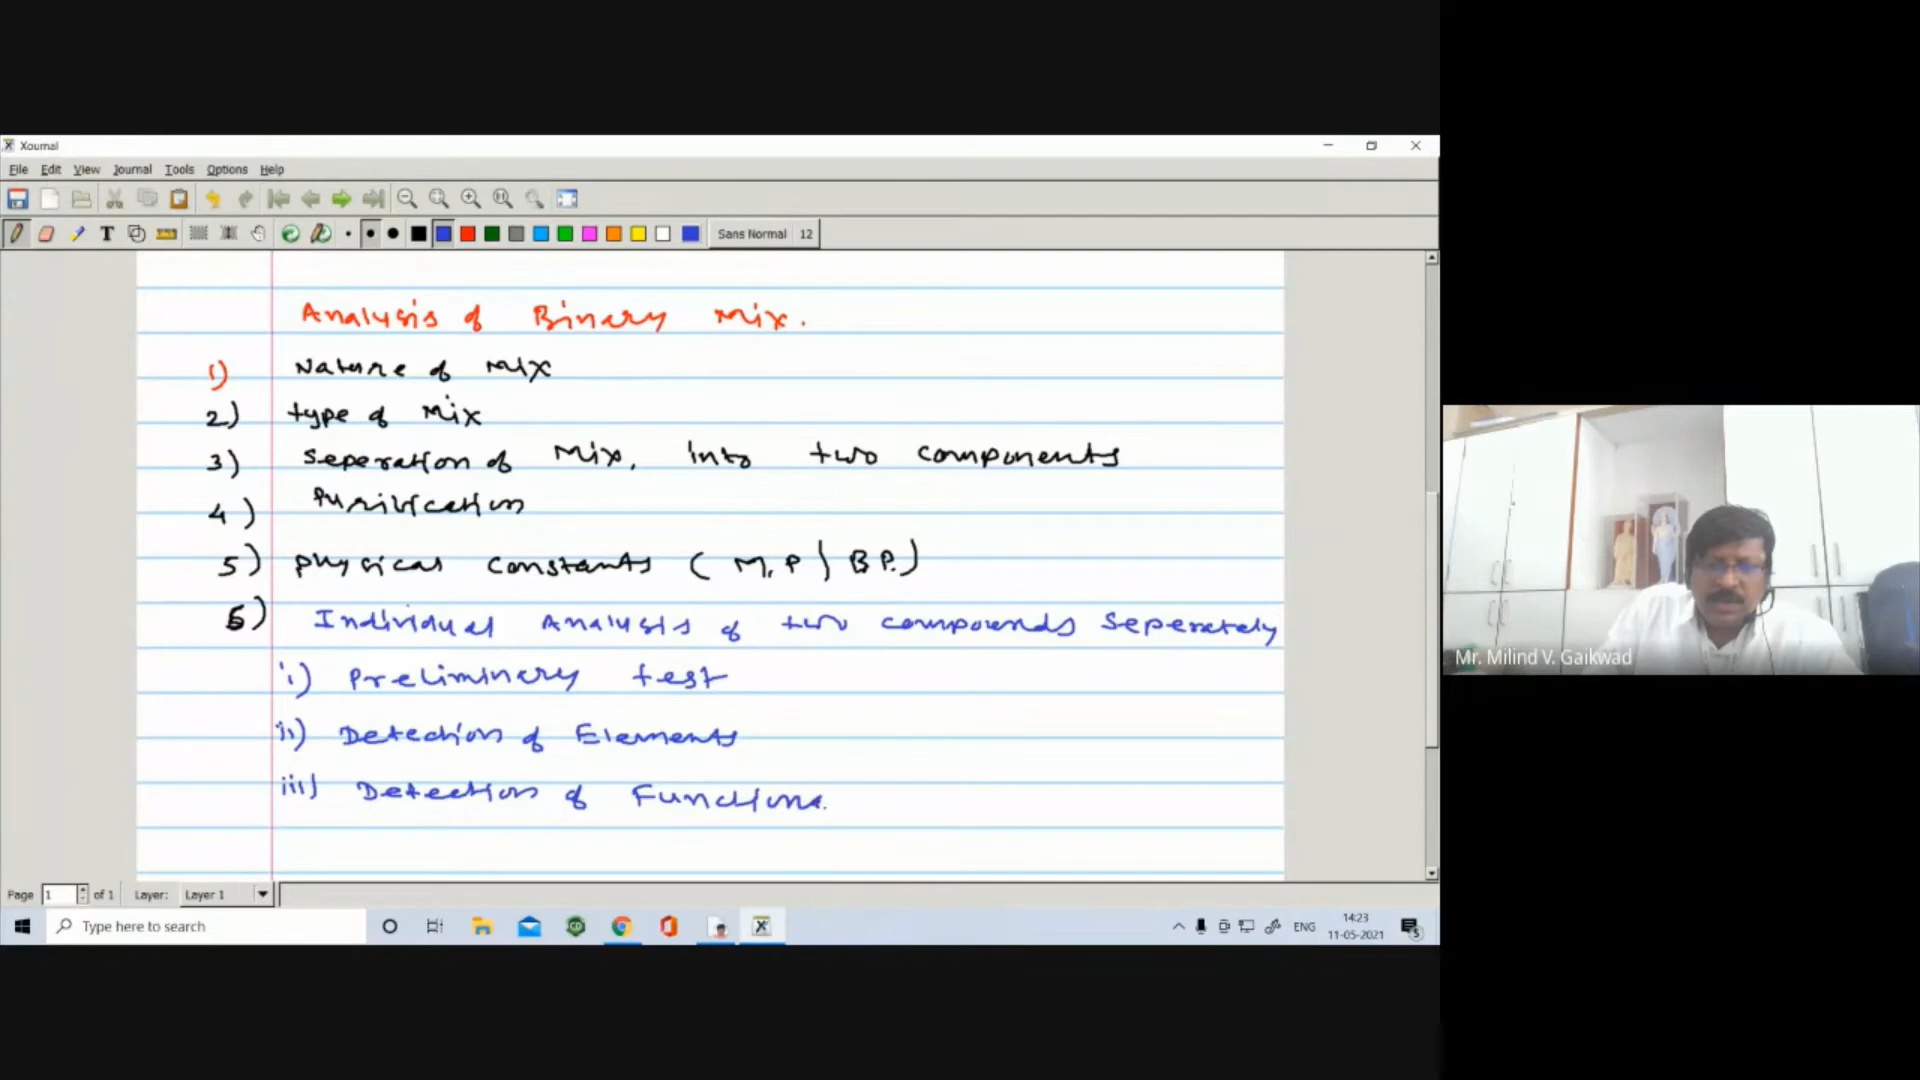 Xournal
File Edit View Journal Tools Options Help
Sans Normal 12
Analysis of Binary Mix.
1) Nature of Mix
2) type of Mix
3) Seperation of Mix. into two components
4) Purification
5) Physical Constants ( M.P | B.P.)
6) Individual Analysis of two compounds Seperately
i) Preliminary test
ii) Detection of Elements
iii) Detection of Functional
Mr. Milind V. Gaikwad
Page 1 of 1 Layer: Layer 1
Type here to search
ENG
14:23
11-05-2021
5